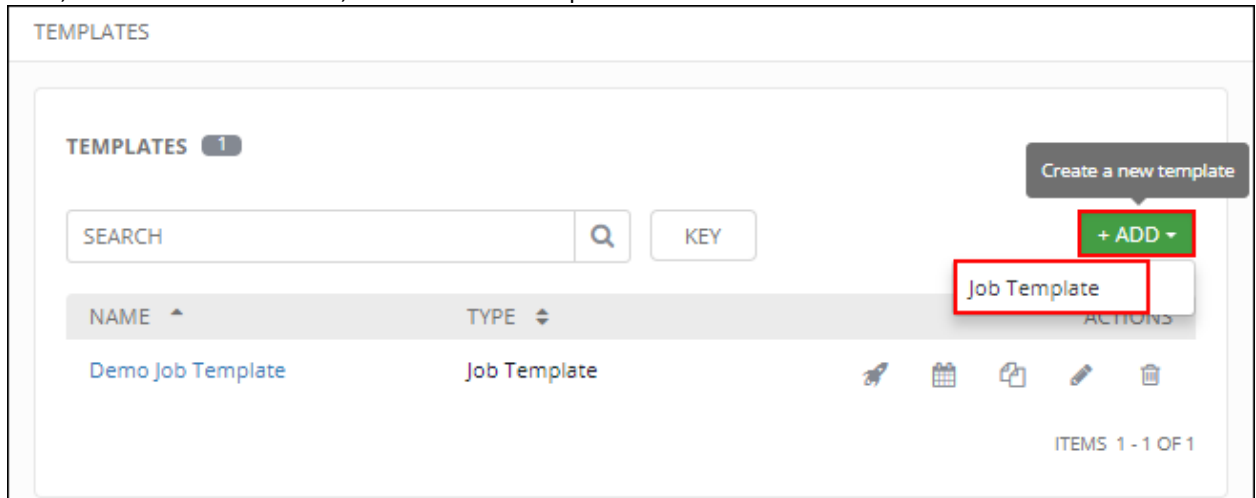 TEMPLATES
TEMPLATES 1
Create a new template
SEARCH KEY + ADD
Job Template
NAME TYPE ACTIONS
Demo Job Template Job Template
ITEMS 1 - 1 OF 1